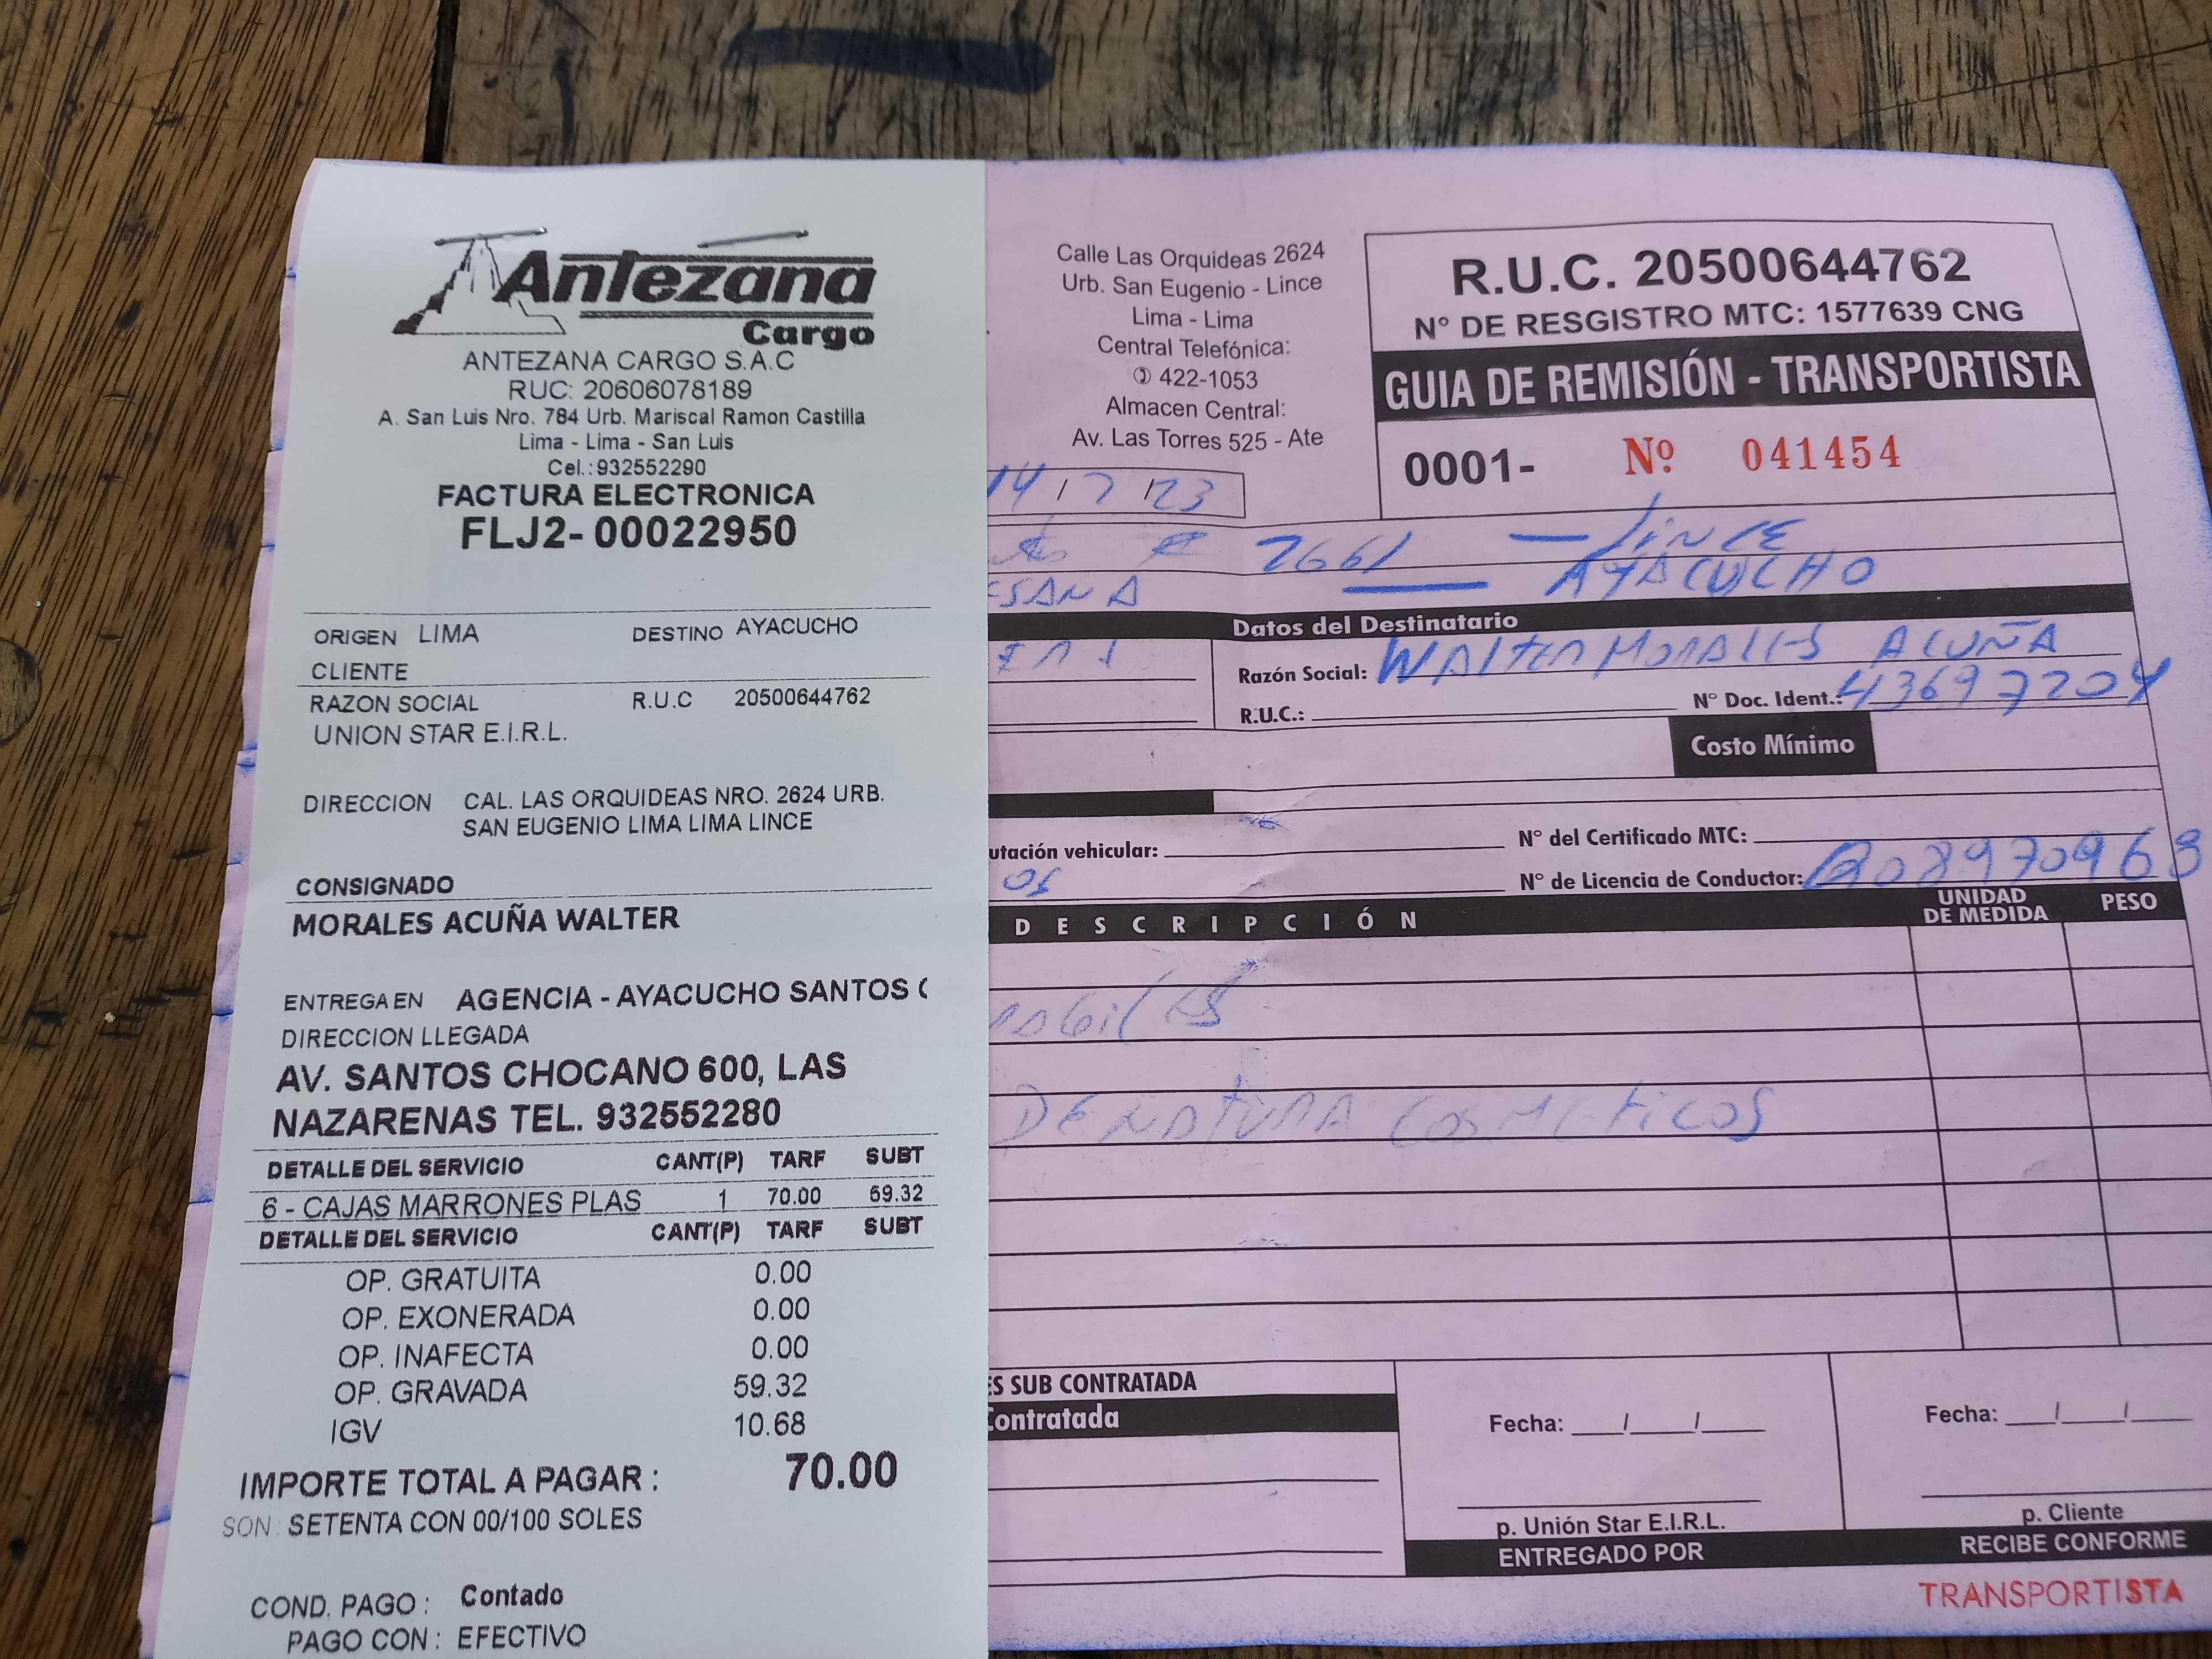 Antezana
Cargo
ANTEZANA CARGO S.A.C
RUC: 20606078189
A. San Luis Nro. 784 Urb. Mariscal Ramon Castilla
Lima - Lima - San Luis
Cel.:932552290
FACTURA ELECTRONICA
FLJ2- 00022950
ORIGEN LIMA DESTINO AYACUCHO
CLIENTE
RAZON SOCIAL R.U.C 20500644762
UNION STAR E.I.R.L.
DIRECCION CAL. LAS ORQUIDEAS NRO. 2624 URB.
SAN EUGENIO LIMA LIMA LINCE
CONSIGNADO
MORALES ACUÑA WALTER
ENTREGA EN AGENCIA - AYACUCHO SANTOS
DIRECCION LLEGADA
AV. SANTOS CHOCANO 600, LAS
NAZARENAS TEL. 932552280
DETALLE DEL SERVICIO CANT(P) TARF SUBT
6 - CAJAS MARRONES PLAS 1 70.00 59.32
DETALLE DEL SERVICIO CANT(P) TARF SUBT
OP. GRATUITA 0.00
OP. EXONERADA 0.00
OP. INAFECTA 0.00
OP. GRAVADA 59.32
IGV 10.68
IMPORTE TOTAL A PAGAR : 70.00
SON : SETENTA CON 00/100 SOLES
COND. PAGO : Contado
PAGO CON : EFECTIVO
Calle Las Orquideas 2624
Urb. San Eugenio - Lince
Lima - Lima
Central Telefónica:
✆ 422-1053
Almacen Central:
Av. Las Torres 525 - Ate
R.U.C. 20500644762
N° DE RESGISTRO MTC: 1577639 CNG
GUIA DE REMISIÓN - TRANSPORTISTA
0001- Nº 041454
14 / 7 / 23
2661 — LINCE
ESANA — AYACUCHO
Datos del Destinatario
Razón Social: WALTER MORALES ACUÑA
R.U.C.: N° Doc. Ident.: 43697204
Costo Mínimo
utación vehicular: N° del Certificado MTC:
N° de Licencia de Conductor: Q08970969
DESCRIPCIÓN UNIDAD DE MEDIDA PESO
DE NATURA COSMETICOS
S SUB CONTRATADA
Contratada
Fecha: / /
p. Unión Star E.I.R.L.
ENTREGADO POR
Fecha: / /
p. Cliente
RECIBE CONFORME
TRANSPORTISTA